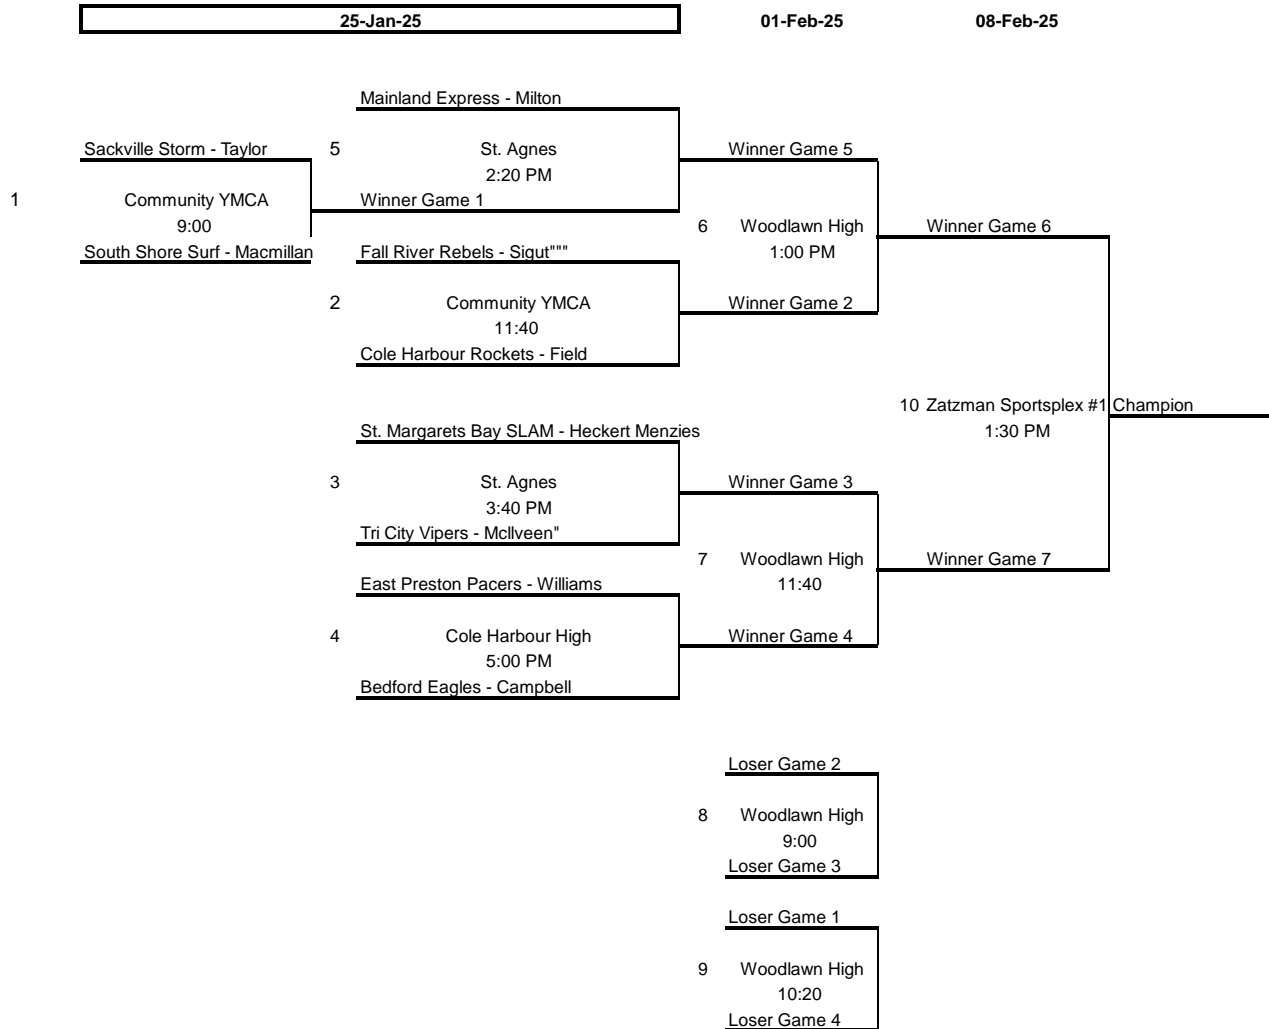 25-Jan-25 01-Feb-25 08-Feb-25
Mainland Express - Milton
Sackville Storm - Taylor 5 St. Agnes Winner Game 5
2:20 PM
1 Community YMCA Winner Game 1
9:00 6 Woodlawn High Winner Game 6
South Shore Surf - Macmillan Fall River Rebels - Sigut""" 1:00 PM
2 Community YMCA Winner Game 2
11:40
Cole Harbour Rockets - Field
10 Zatzman Sportsplex #1 Champion
St. Margarets Bay SLAM - Heckert Menzies 1:30 PM
3 St. Agnes Winner Game 3
3:40 PM
Tri City Vipers - McIlveen"
7 Woodlawn High Winner Game 7
East Preston Pacers - Williams 11:40
4 Cole Harbour High Winner Game 4
5:00 PM
Bedford Eagles - Campbell
Loser Game 2
8 Woodlawn High
9:00
Loser Game 3
Loser Game 1
9 Woodlawn High
10:20
Loser Game 4